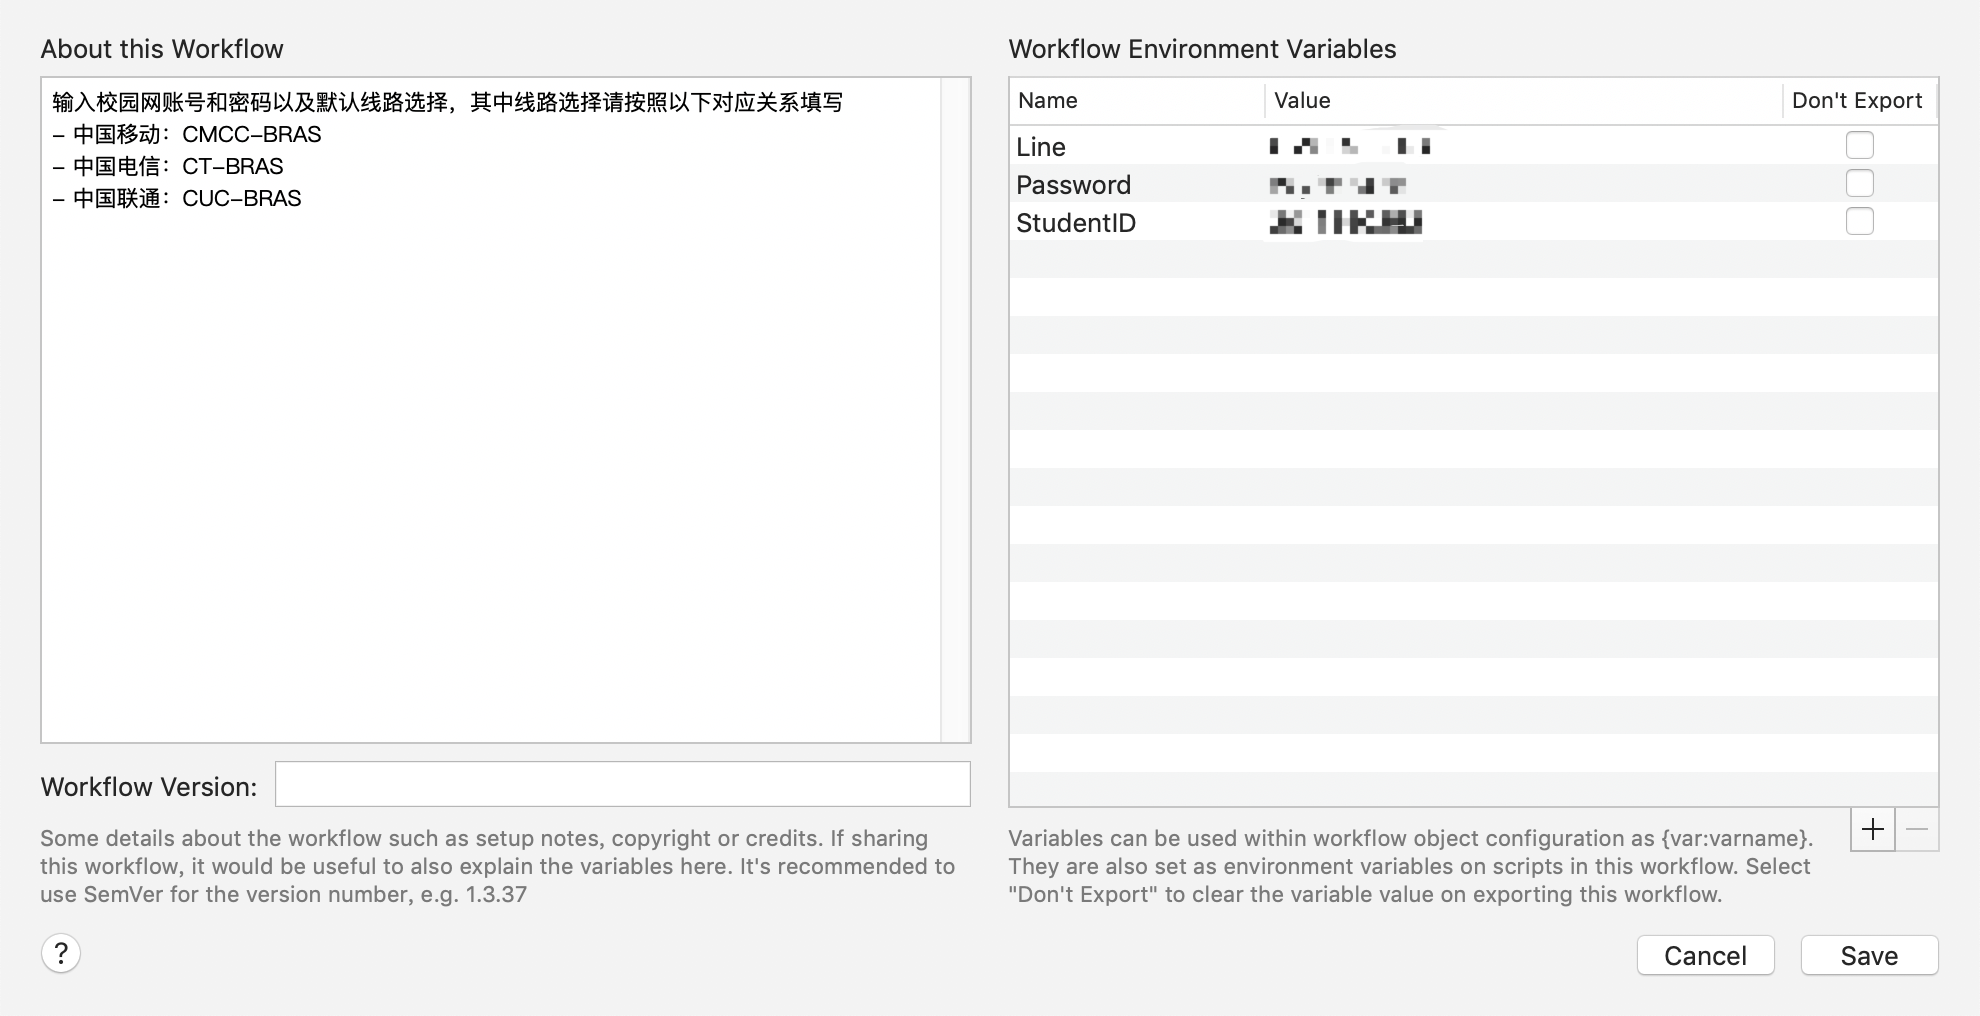 About this Workflow
输入校园网账号和密码以及默认线路选择，其中线路选择请按照以下对应关系填写
– 中国移动：CMCC–BRAS
– 中国电信：CT–BRAS
– 中国联通：CUC–BRAS
Workflow Version:
Some details about the workflow such as setup notes, copyright or credits. If sharing
this workflow, it would be useful to also explain the variables here. It's recommended to
use SemVer for the version number, e.g. 1.3.37
?
Workflow Environment Variables
Name Value Don't Export
Line
Password
StudentID
+ –
Variables can be used within workflow object configuration as {var:varname}.
They are also set as environment variables on scripts in this workflow. Select
"Don't Export" to clear the variable value on exporting this workflow.
Cancel Save